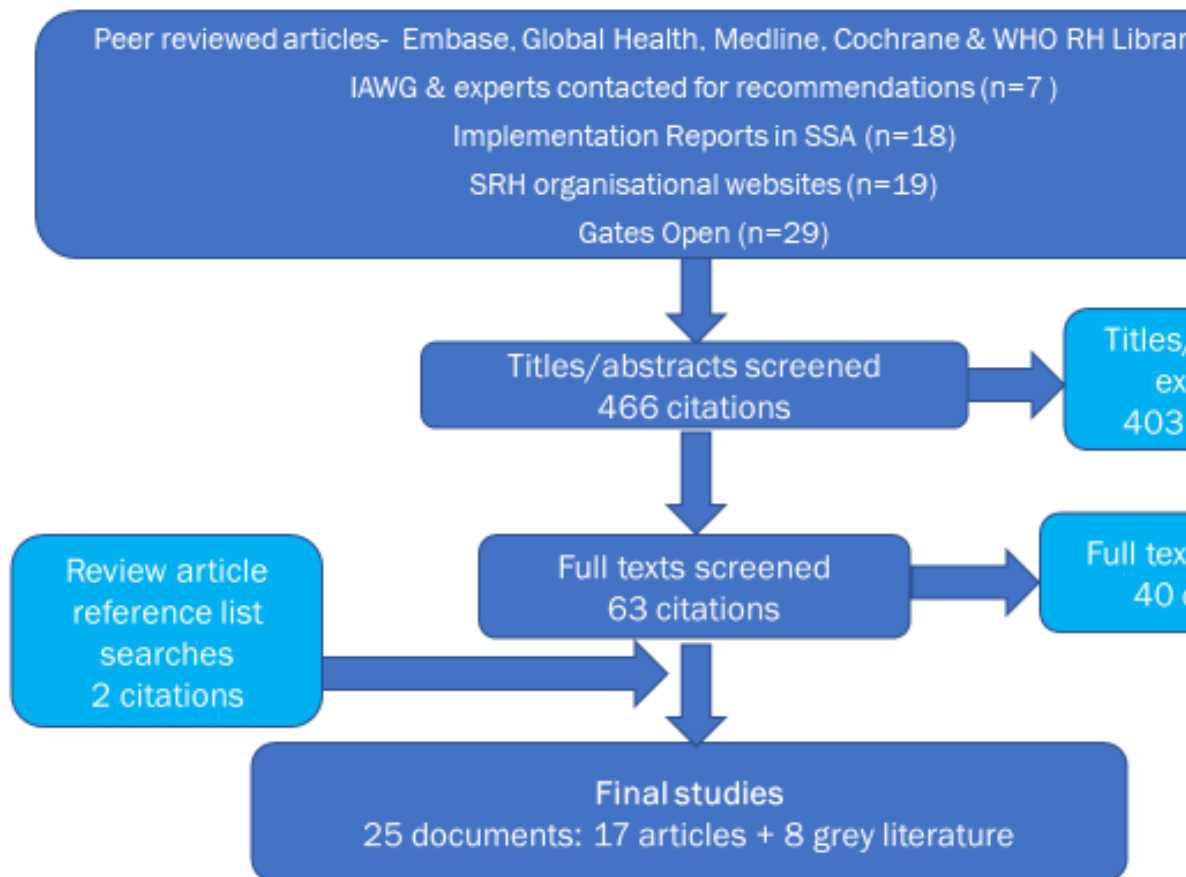 Peer reviewed articles- Embase, Global Health, Medline, Cochrane & WHO RH Librar
IAWG & experts contacted for recommendations (n=7 )
Implementation Reports in SSA (n=18)
SRH organisational websites (n=19)
Gates Open (n=29)
Titles/abstracts screened
466 citations
Titles/
ex
403
Full texts screened
63 citations
Full tex
40
Review article
reference list
searches
2 citations
Final studies
25 documents: 17 articles + 8 grey literature